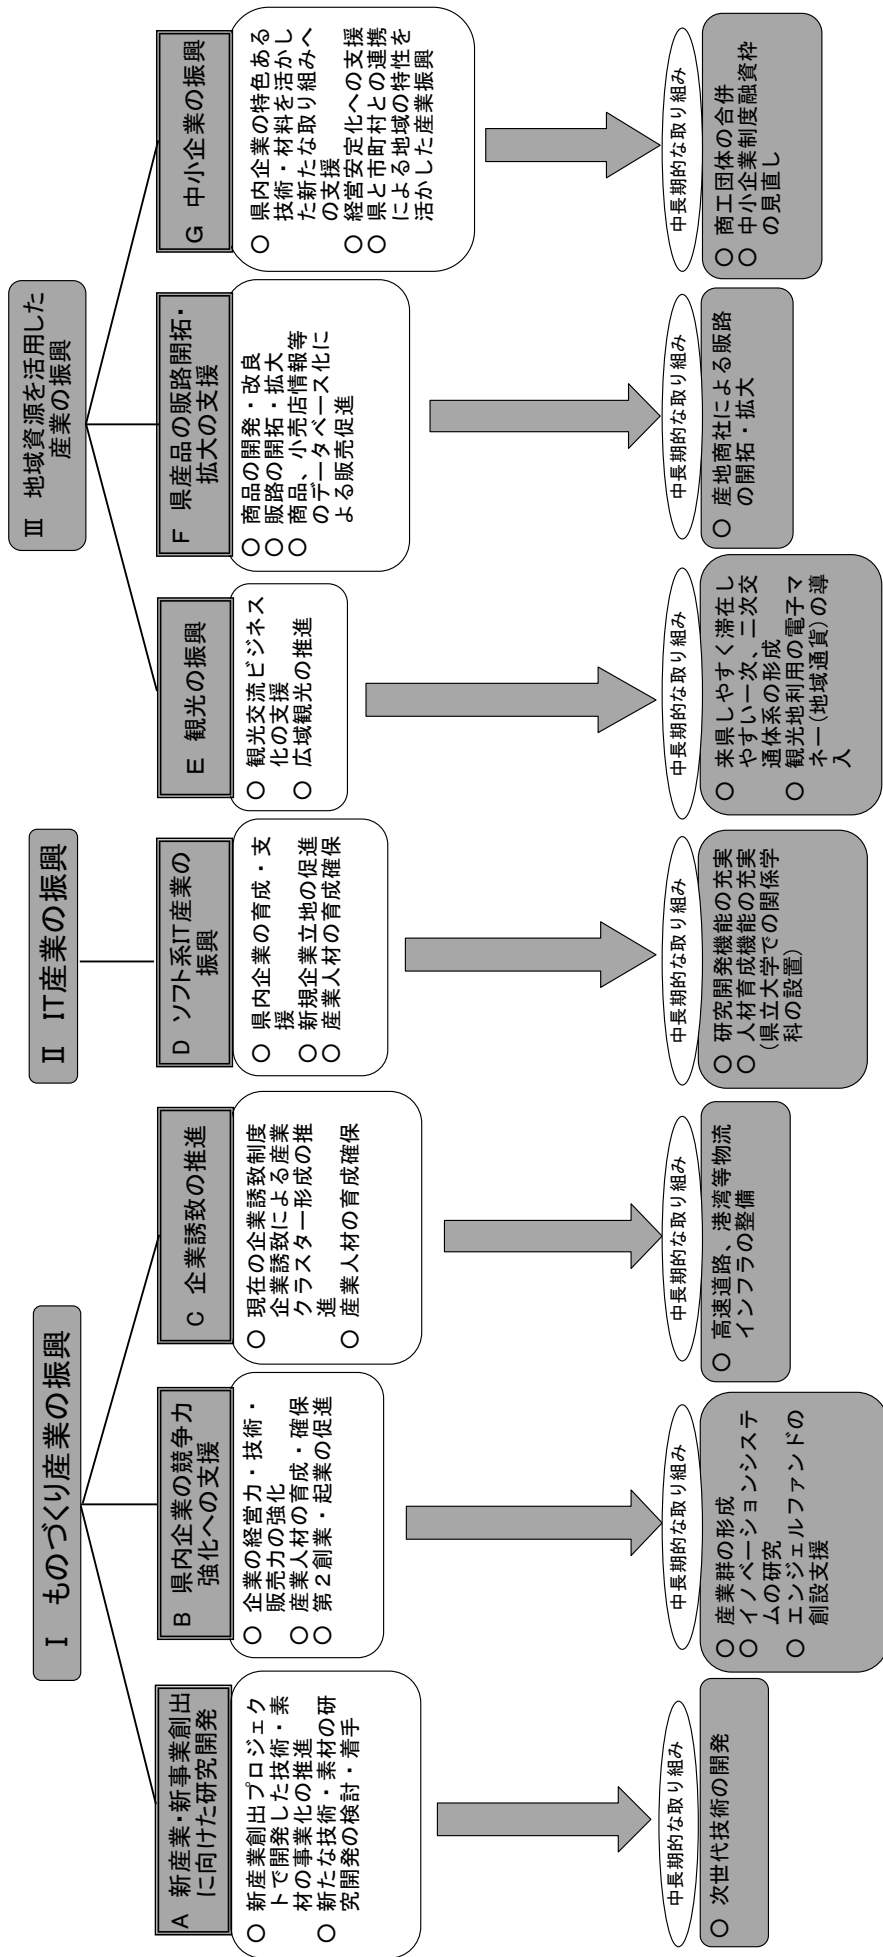 Ⅰ ものづくり産業の振興
A 新産業・新事業創出
に向けた研究開発
○ 新産業創出プロジェク
トで開発した技術・素
材の事業化の推進
○ 新たな技術・素材の研
究開発の検討・着手
中長期的な取り組み
○ 次世代技術の開発
B 県内企業の競争力
強化への支援
○ 企業の経営力・技術・
販売力の強化
○ 産業人材の育成・確保
○ 第2創業・起業の促進
中長期的な取り組み
○ 産業群の形成
○ イノベーションシステ
ムの研究
○ エンジェルファンドの
創設支援
C 企業誘致の推進
○ 現在の企業誘致制度
企業誘致による産業
クラスター形成の推
進
○ 産業人材の育成確保
中長期的な取り組み
○ 高速道路、港湾等物流
インフラの整備
Ⅱ IT産業の振興
D ソフト系IT産業の
振興
○ 県内企業の育成・支
援
○ 新規企業立地の促進
○ 産業人材の育成確保
中長期的な取り組み
○ 研究開発機能の充実
○ 人材育成機能の充実
(県立大学での関係学
科の設置)
Ⅲ 地域資源を活用した
産業の振興
E 観光の振興
○ 観光交流ビジネス
化の支援
○ 広域観光の推進
中長期的な取り組み
○ 来県しやすく滞在し
やすい一次、二次交
通体系の形成
○ 観光地利用の電子マ
ネー(地域通貨)の導
入
F 県産品の販路開拓・
拡大の支援
○ 商品の開発・改良
○ 販路の開拓・拡大
○ 商品、小売店情報等
のデータベース化に
よる販売促進
中長期的な取り組み
○ 産地商社による販路
の開拓・拡大
G 中小企業の振興
○ 県内企業の特色ある
技術・材料を活かし
た新たな取り組みへ
の支援
○ 経営安定化への支援
○ 県と市町村との連携
による地域の特性を
活かした産業振興
中長期的な取り組み
○ 商工団体の合併
○ 中小企業制度融資枠
の見直し